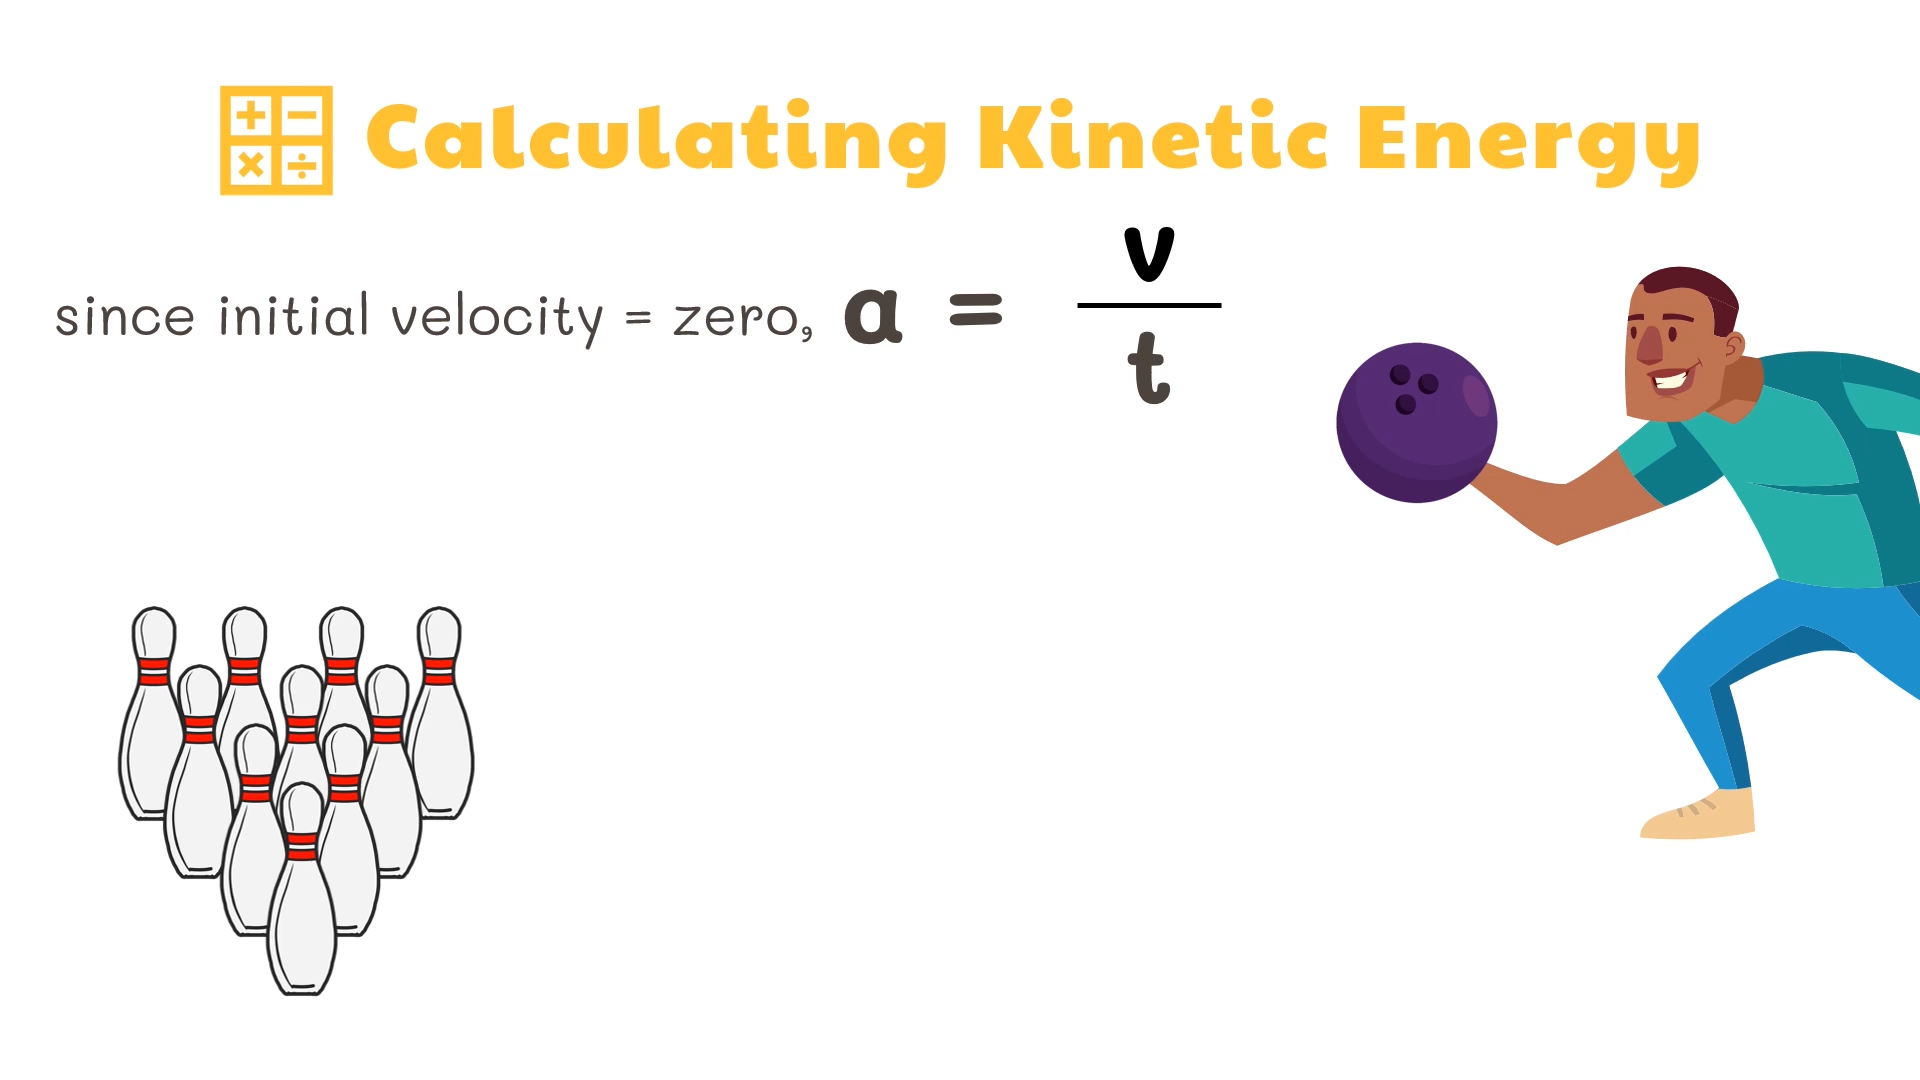 Calculating Kinetic Energy
since initial velocity = zero, a = v
t